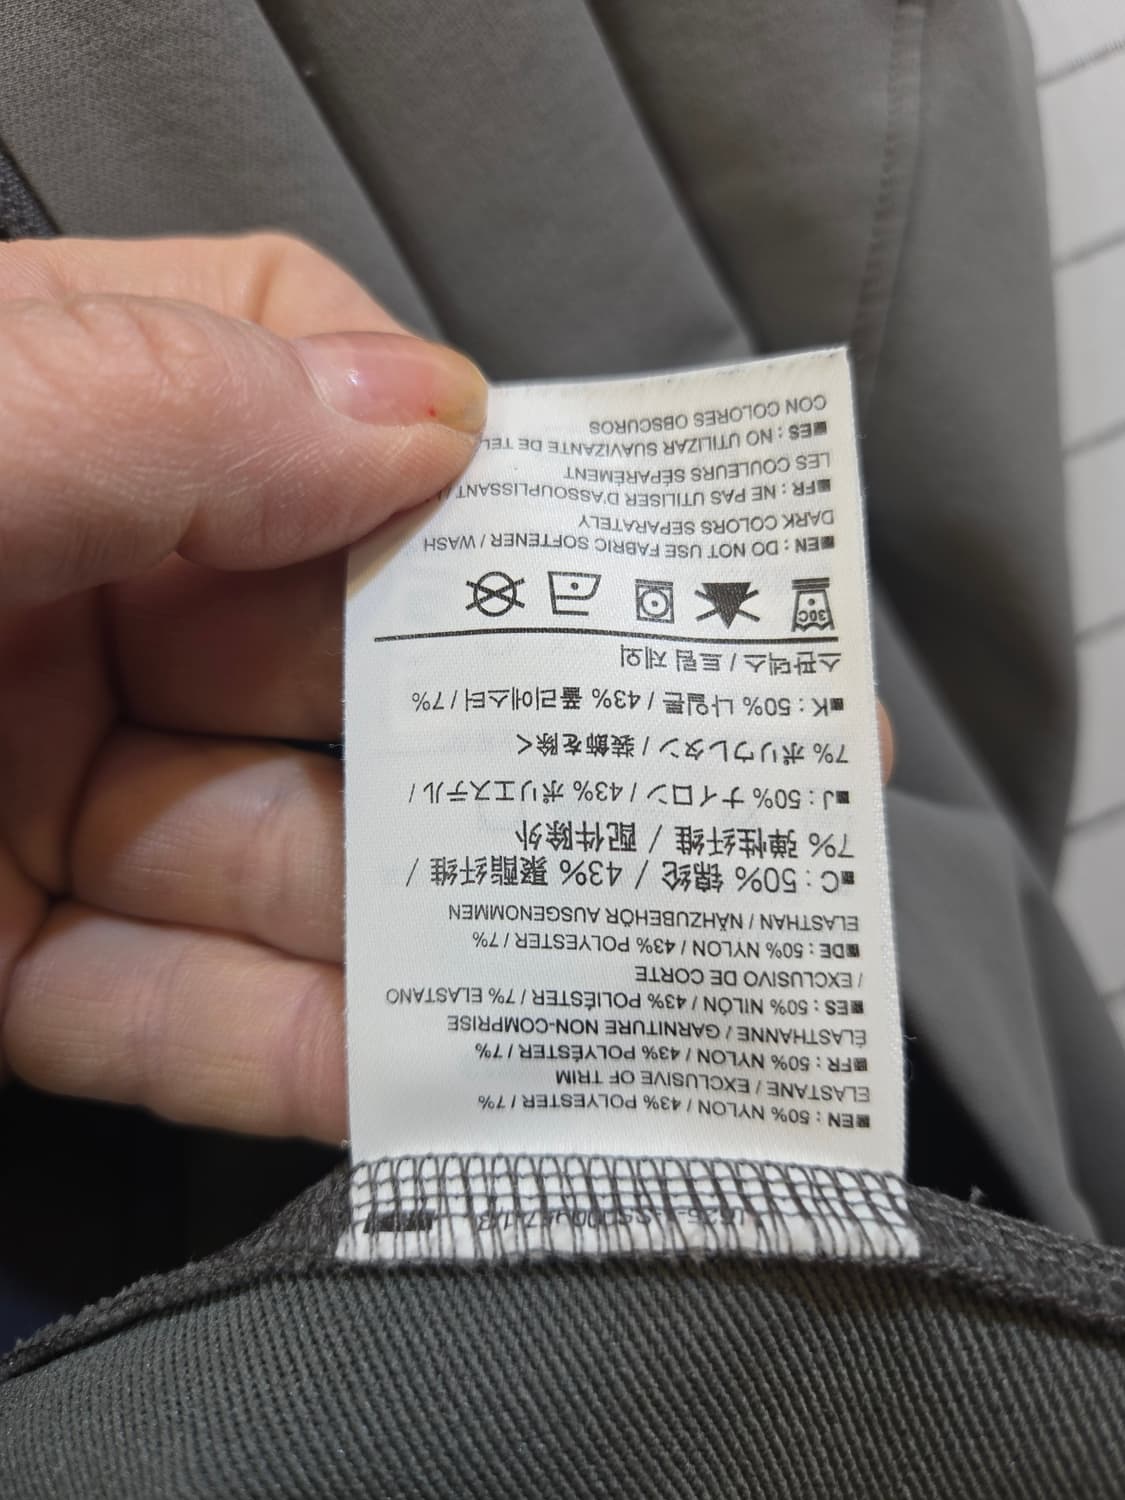 ■EN : 50% NYLON / 43% POLYESTER / 7%
ELASTANE / EXCLUSIVE OF TRIM
■FR : 50% NYLON / 43% POLYÉSTER / 7%
ÉLASTHANNE / GARNITURE NON-COMPRISE
■ES : 50% NILÓN / 43% POLIÉSTER / 7% ELASTANO
/ EXCLUSIVO DE CORTE
■DE : 50% NYLON / 43% POLYESTER / 7%
ELASTHAN / NÄHZUBEHÖR AUSGENOMMEN
■C : 50% 锦纶 / 43% 聚酯纤维 /
7% 弹性纤维 / 配件除外
■J : 50% ナイロン / 43% ポリエステル /
7% ポリウレタン / 装飾を除く
■K : 50% 나일론 / 43% 폴리에스터 / 7%
스판덱스 / 트림 제외
30C
■EN : DO NOT USE FABRIC SOFTENER / WASH
DARK COLORS SEPARATELY
■FR : NE PAS UTILISER D'ASSOUPLISSANT /
LES COULEURS SÉPARÉMENT
■ES : NO UTILIZAR SUAVIZANTE DE
CON COLORES OBSCUROS